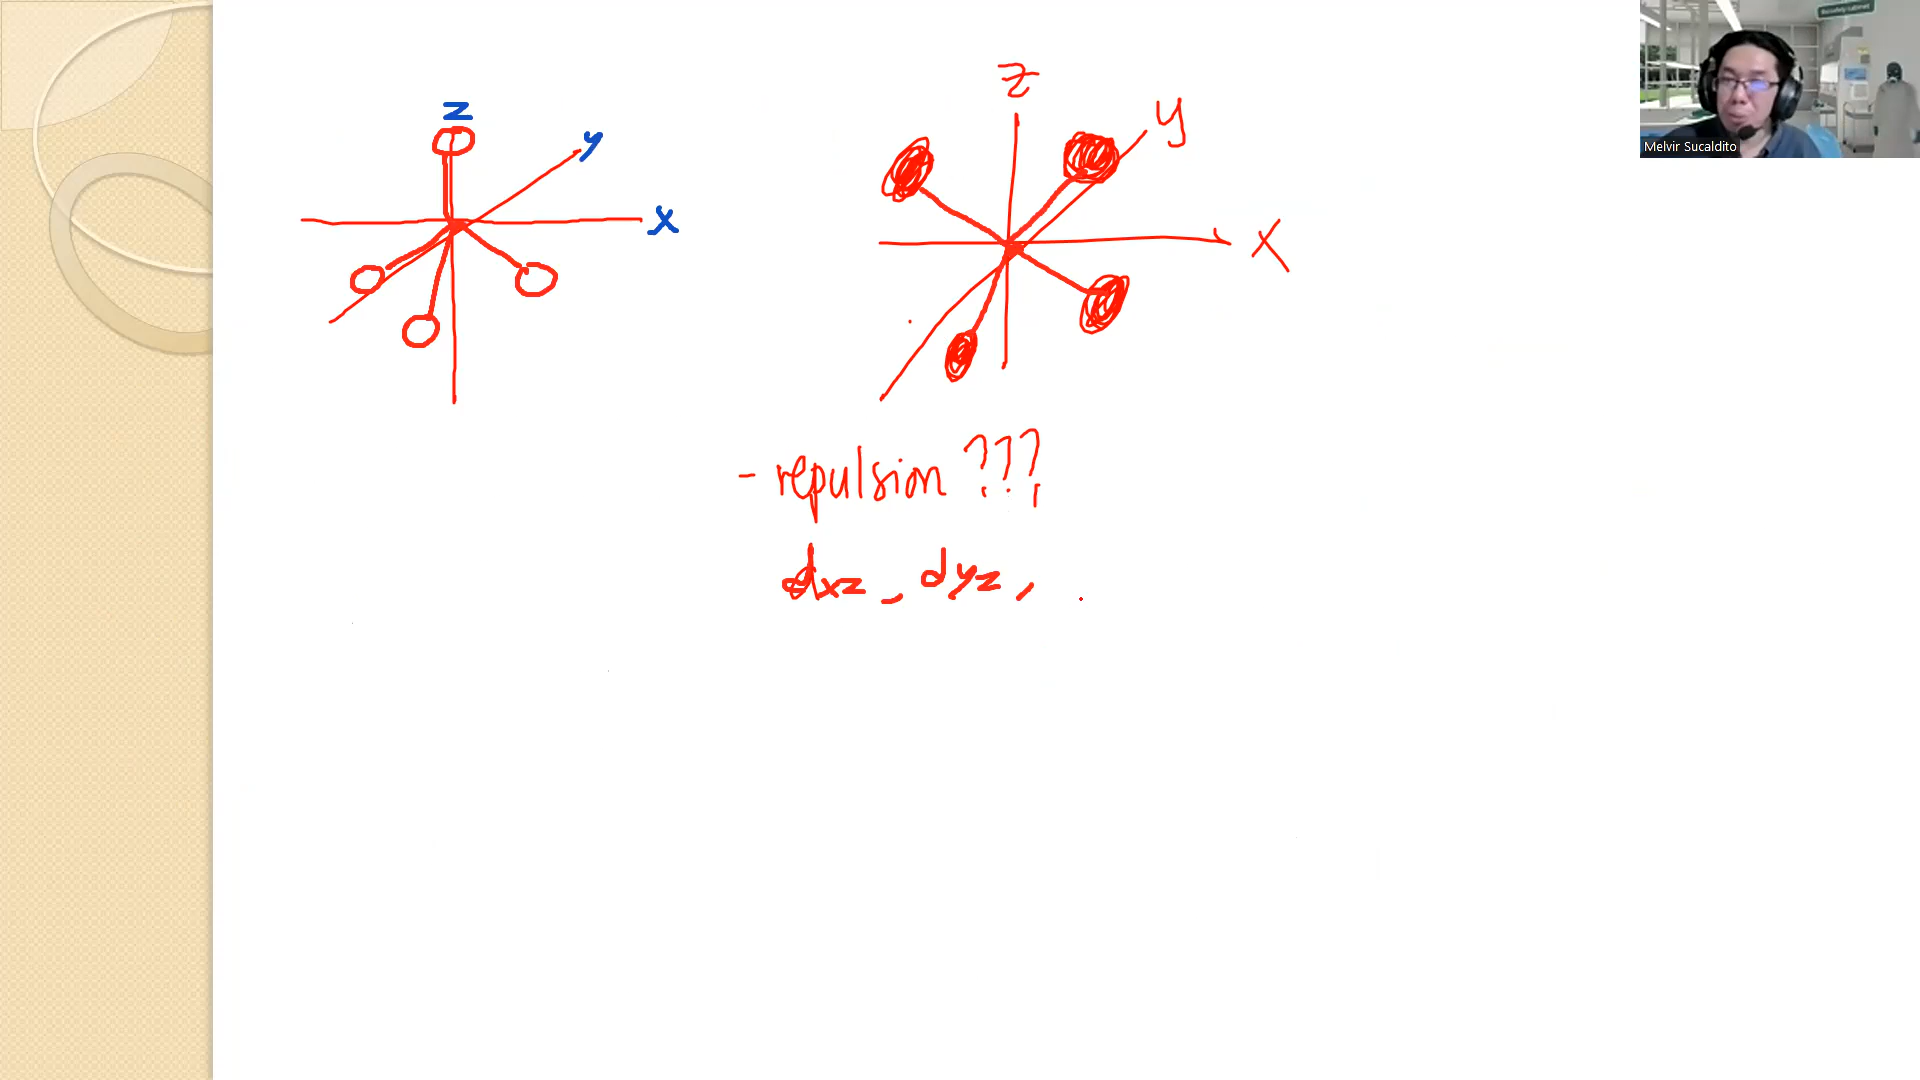 z
y
x
z
y
x
- repulsion ???
dxz, dyz,
Melvir Sucaldito